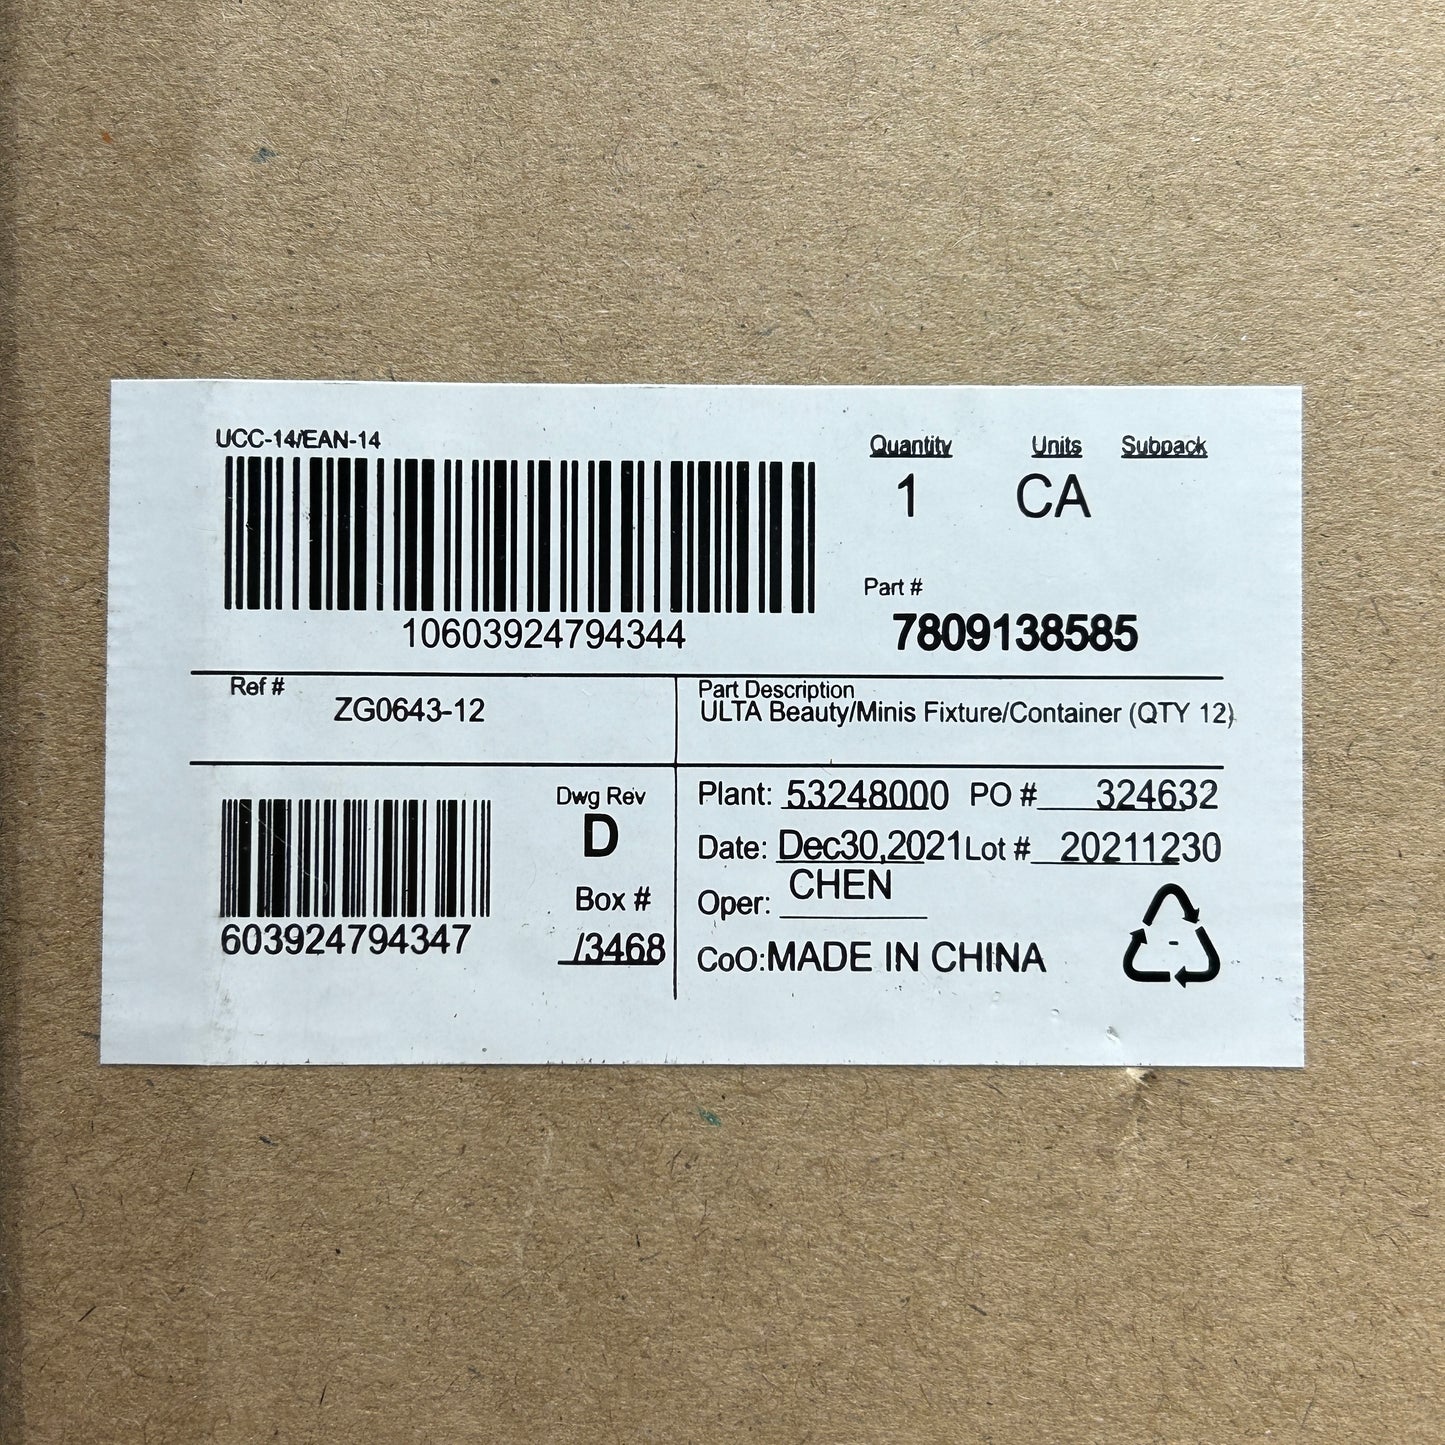 UCC-14/EAN-14
Quantity Units Subpack
1 CA
10603924794344
Part #
7809138585
Ref #
ZG0643-12
Part Description
ULTA Beauty/Minis Fixture/Container (QTY 12)
603924794347
Dwg Rev
D
Box #
/3468
Plant: 53248000 PO # 324632
Date: Dec30,2021 Lot # 20211230
Oper: CHEN
CoO:MADE IN CHINA